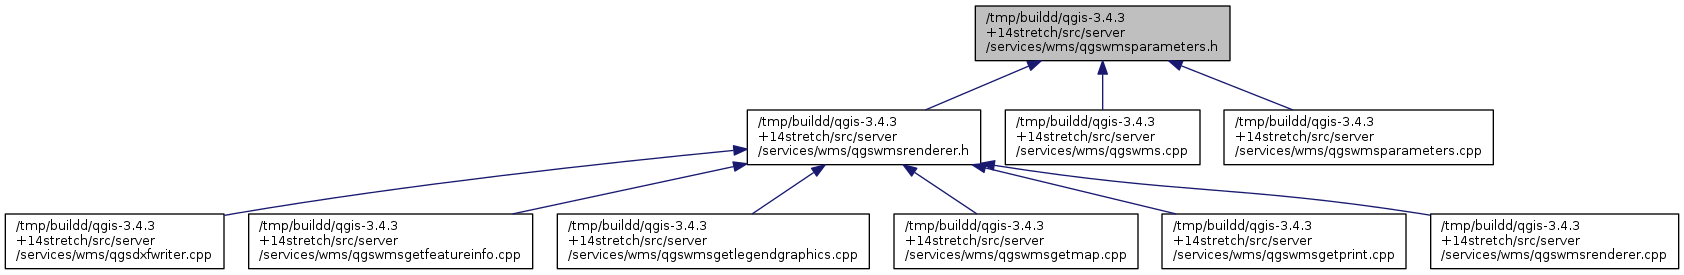 /tmp/buildd/qgis-3.4.3
+14stretch/src/server
/services/wms/qgswmsparameters.h
/tmp/buildd/qgis-3.4.3
+14stretch/src/server
/services/wms/qgswmsrenderer.h
/tmp/buildd/qgis-3.4.3
+14stretch/src/server
/services/wms/qgswms.cpp
/tmp/buildd/qgis-3.4.3
+14stretch/src/server
/services/wms/qgswmsparameters.cpp
/tmp/buildd/qgis-3.4.3
+14stretch/src/server
/services/wms/qgsdxfwriter.cpp
/tmp/buildd/qgis-3.4.3
+14stretch/src/server
/services/wms/qgswmsgetfeatureinfo.cpp
/tmp/buildd/qgis-3.4.3
+14stretch/src/server
/services/wms/qgswmsgetlegendgraphics.cpp
/tmp/buildd/qgis-3.4.3
+14stretch/src/server
/services/wms/qgswmsgetmap.cpp
/tmp/buildd/qgis-3.4.3
+14stretch/src/server
/services/wms/qgswmsgetprint.cpp
/tmp/buildd/qgis-3.4.3
+14stretch/src/server
/services/wms/qgswmsrenderer.cpp